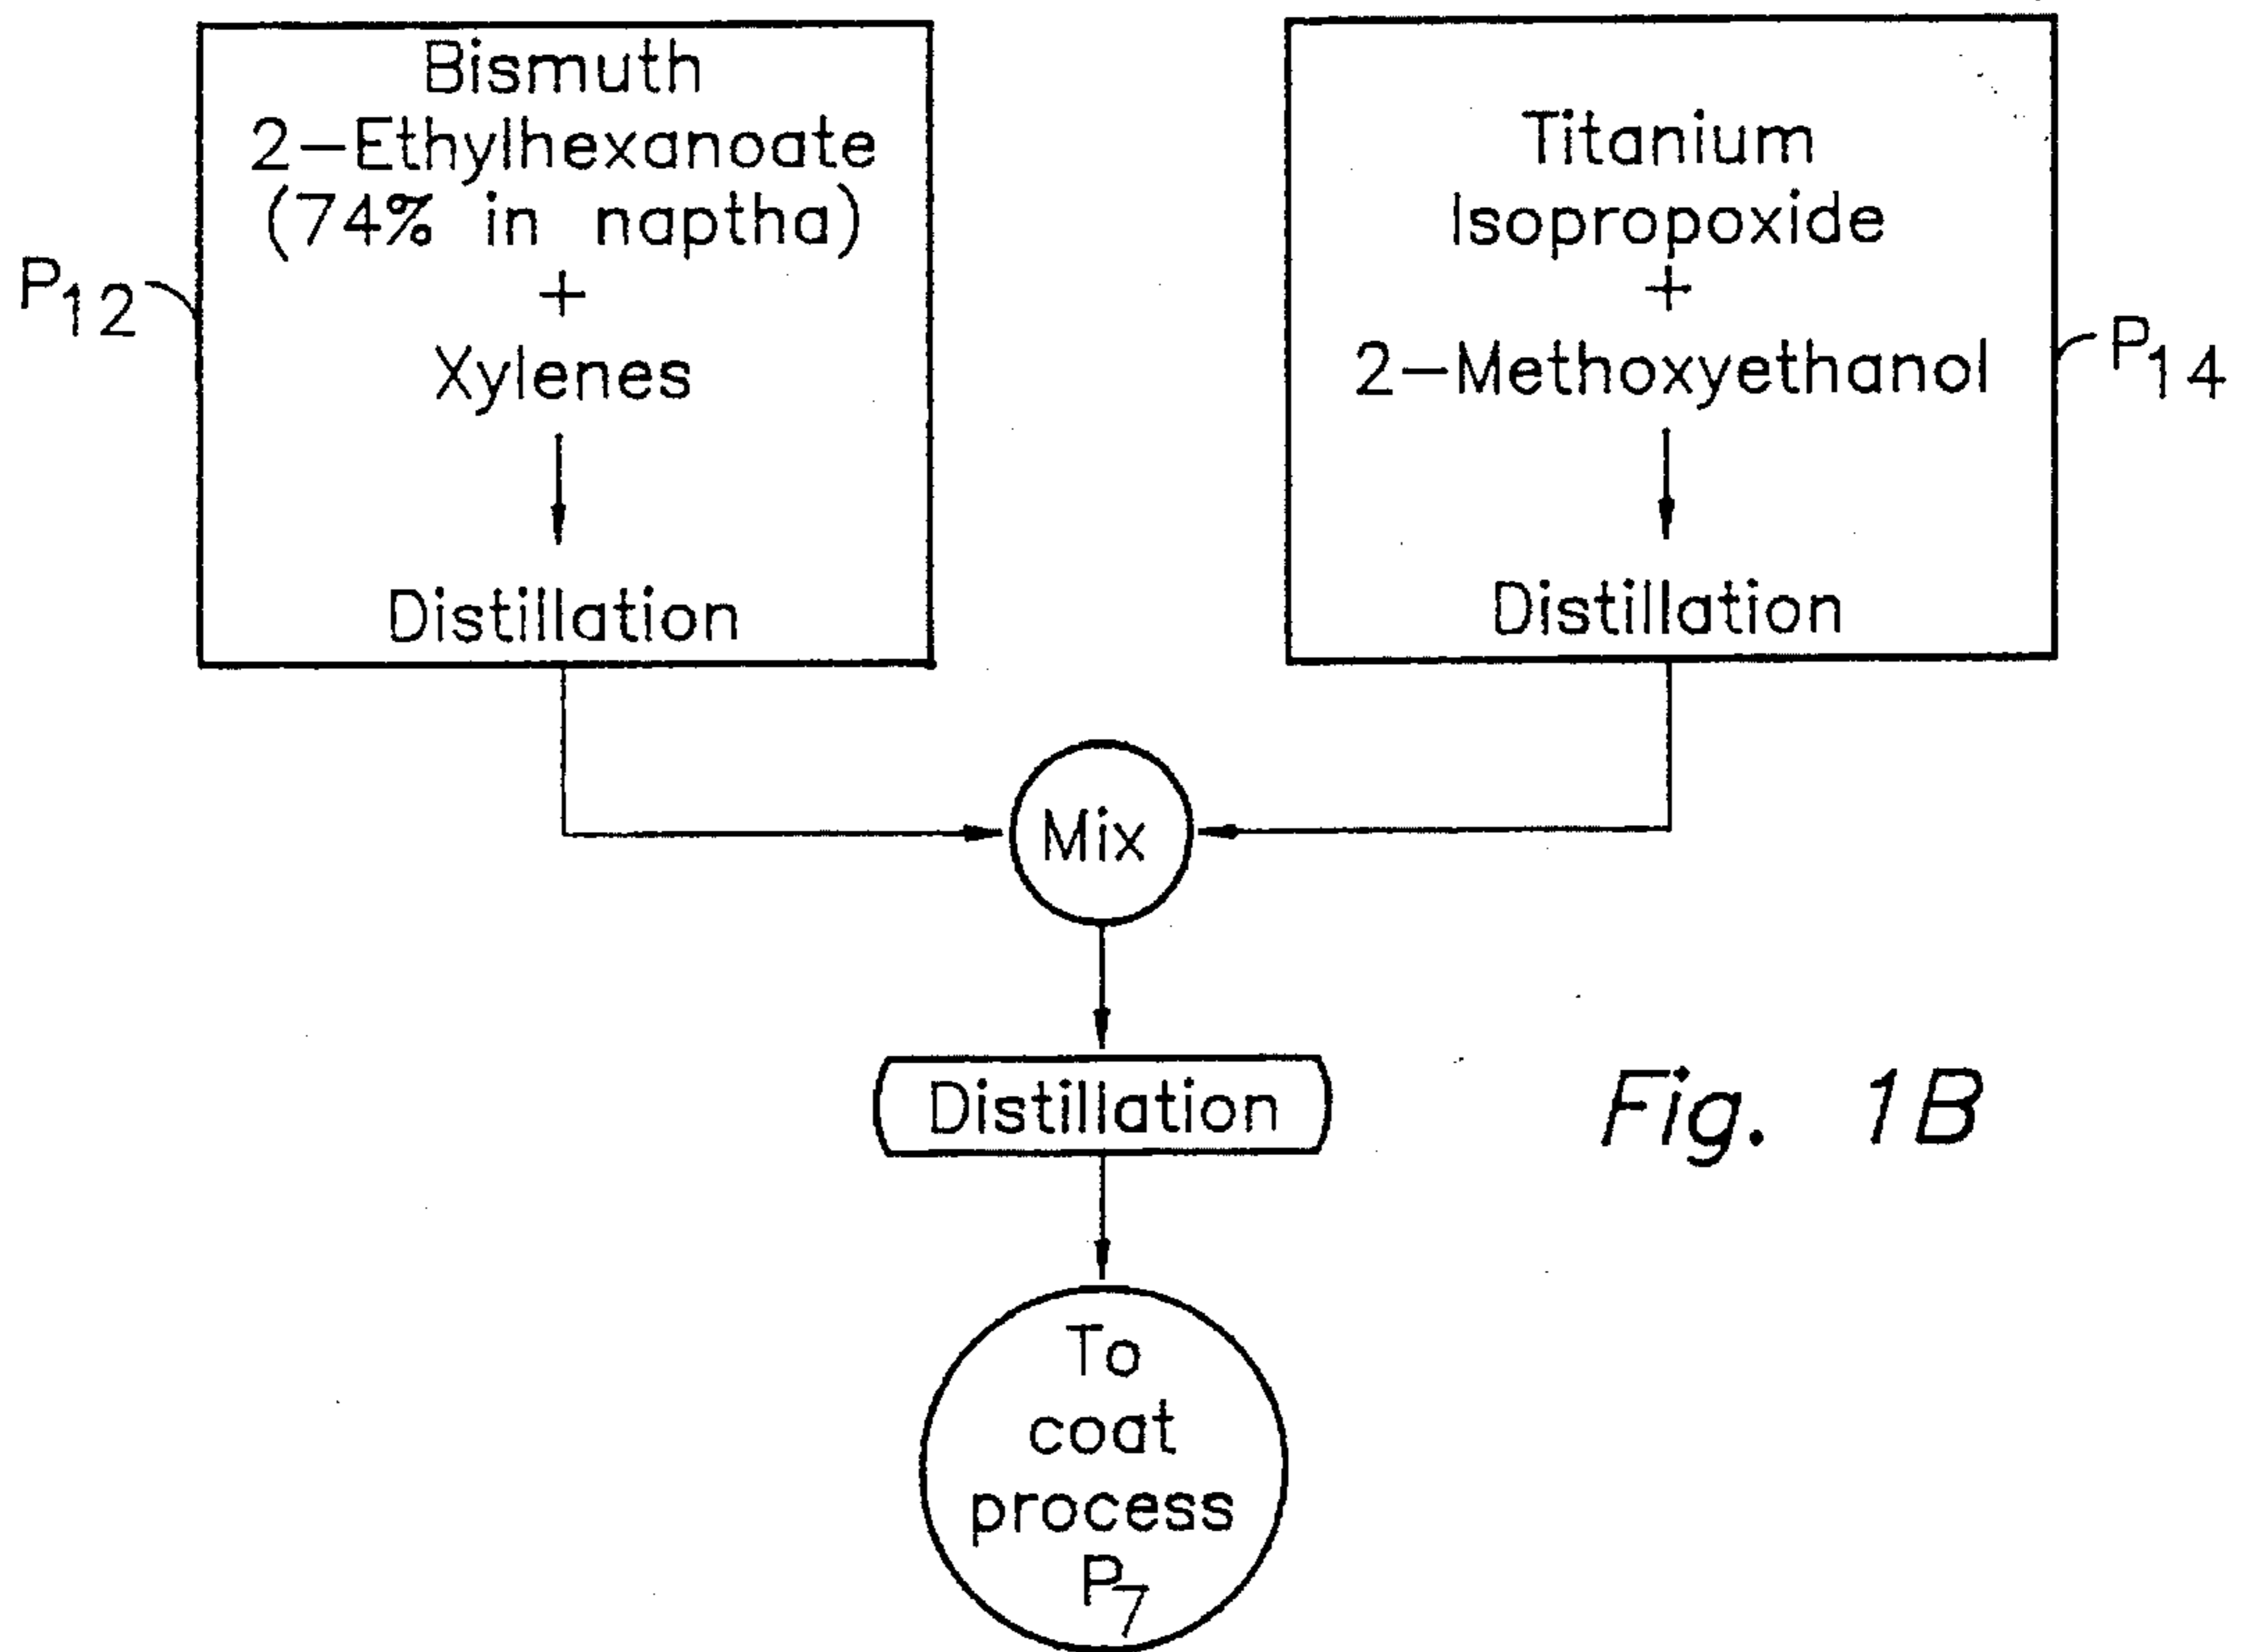 Bismuth
2-Ethylhexanoate
(74% in naptha)
+
Xylenes
Distillation
P12
Titanium
Isopropoxide
+
2-Methoxyethanol
Distillation
P14
Mix
Distillation
Fig. 1B
To
coat
process
P7